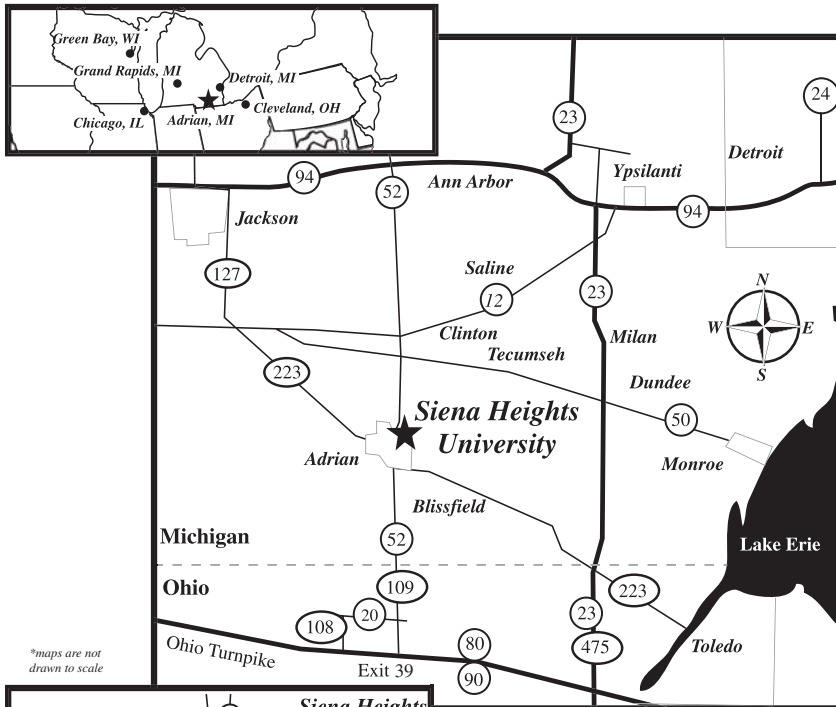 Green Bay, WI
Grand Rapids, MI
Detroit, MI
Chicago, IL
Adrian, MI
Cleveland, OH
23
24
Ypsilanti
Detroit
94
52
Ann Arbor
94
Jackson
127
Saline
12
23
N
W
E
S
Clinton
Milan
Tecumseh
223
Dundee
50
Siena Heights
University
Adrian
Monroe
Blissfield
52
Michigan
Lake Erie
Ohio
109
223
20
108
23
Toledo
Ohio Turnpike
80
475
*maps are not
drawn to scale
Exit 39
90
Siena Heights